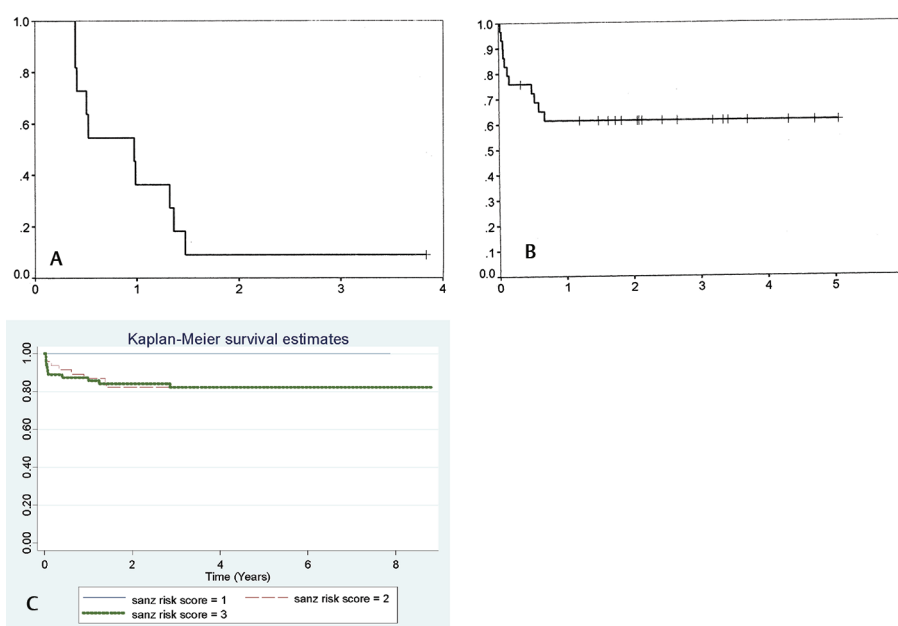 1.0
.8
.6
.4
.2
0.0
0 1 2 3 4
A
1.0
.9
.8
.7
.6
.5
.4
.3
.2
.1
0.0
0 1 2 3 4 5
B
Kaplan-Meier survival estimates
1.00
0.80
0.60
0.40
0.20
0.00
0 2 4 6 8
Time (Years)
sanz risk score = 1 sanz risk score = 2
sanz risk score = 3
C